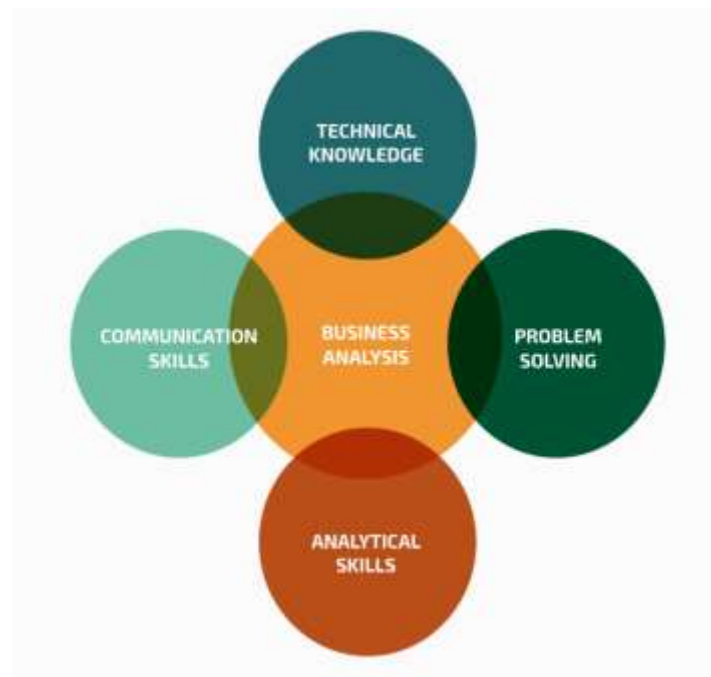 TECHNICAL
KNOWLEDGE
COMMUNICATION
SKILLS
BUSINESS
ANALYSIS
PROBLEM
SOLVING
ANALYTICAL
SKILLS